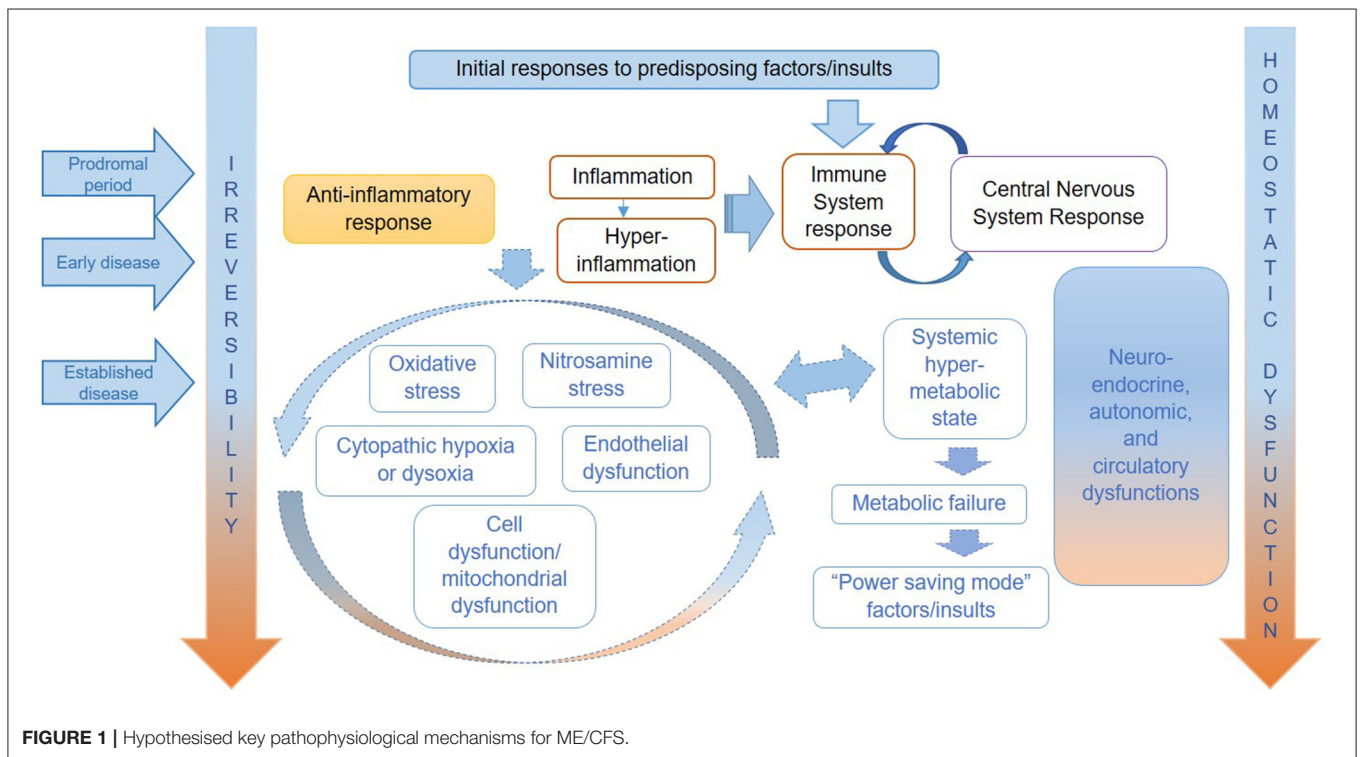 Initial responses to predisposing factors/insults
Prodromal
period
Early disease
Established
disease
IRREVERSIBILITY
Anti-inflammatory
response
Inflammation
Hyper-
inflammation
Immune
System
response
Central Nervous
System Response
Oxidative
stress
Nitrosamine
stress
Cytopathic hypoxia
or dysoxia
Endothelial
dysfunction
Cell
dysfunction/
mitochondrial
dysfunction
Systemic
hyper-
metabolic
state
Metabolic failure
“Power saving mode”
factors/insults
Neuro-
endocrine,
autonomic,
and
circulatory
dysfunctions
HOMEOSTATIC DYSFUNCTION
FIGURE 1 | Hypothesised key pathophysiological mechanisms for ME/CFS.